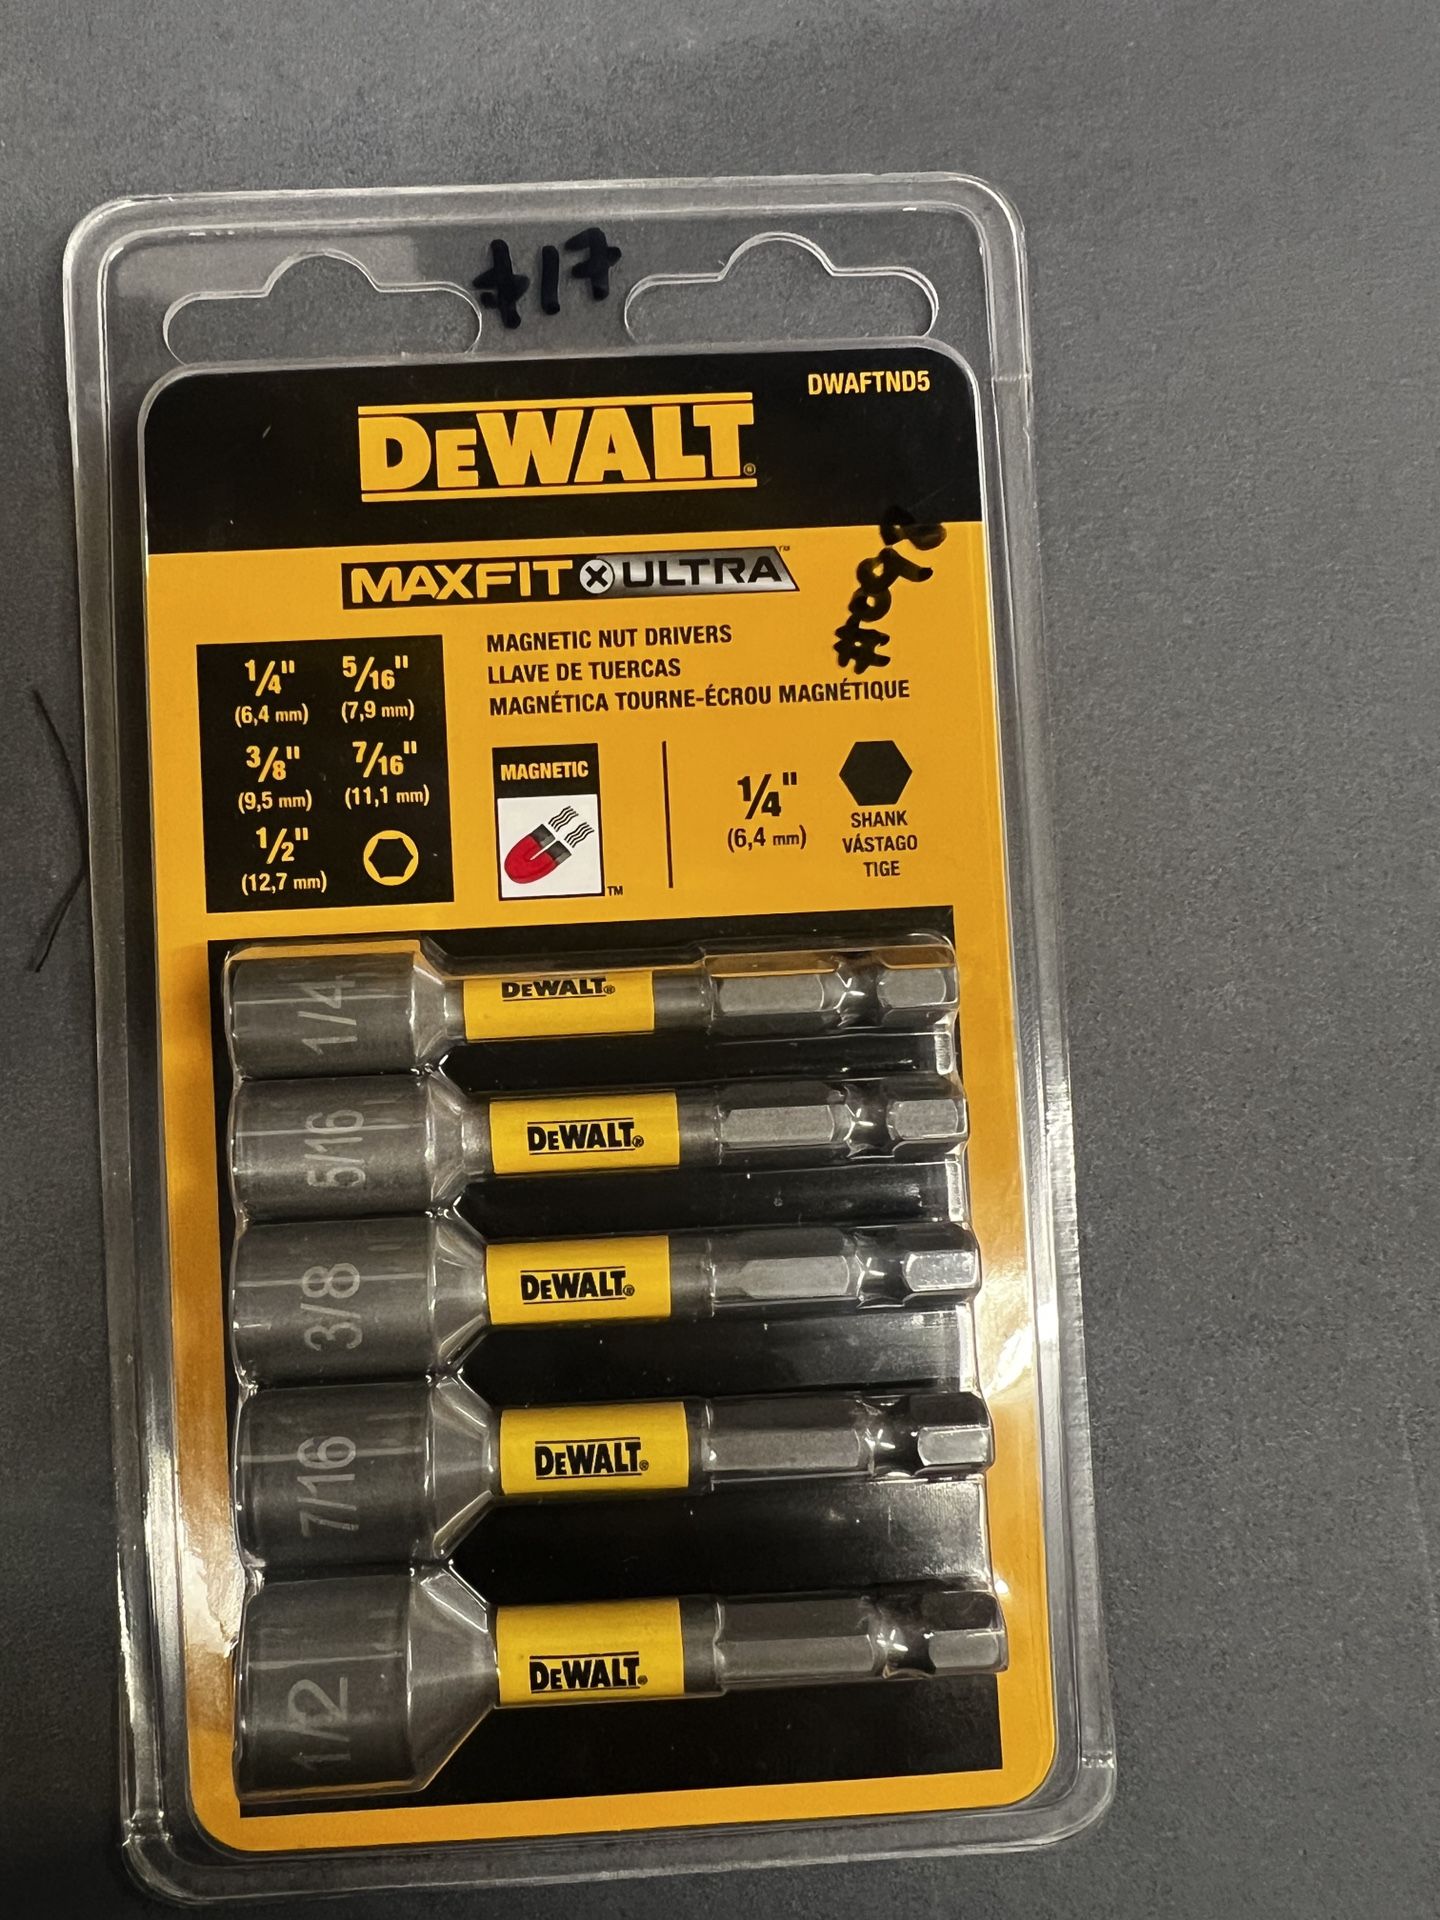 717
DWAFTND5
DEWALT®
MAXFIT ULTRA™
MAGNETIC NUT DRIVERS
LLAVE DE TUERCAS
MAGNÉTICA TOURNE-ÉCROU MAGNÉTIQUE
1/4" 5/16"
(6,4 mm) (7,9 mm)
3/8" 7/16"
(9,5 mm) (11,1 mm)
1/2"
(12,7 mm)
MAGNETIC
TM
1/4"
(6,4 mm)
SHANK
VÁSTAGO
TIGE
1/4 DEWALT®
5/16 DEWALT®
3/8 DEWALT®
7/16 DEWALT®
1/2 DEWALT®